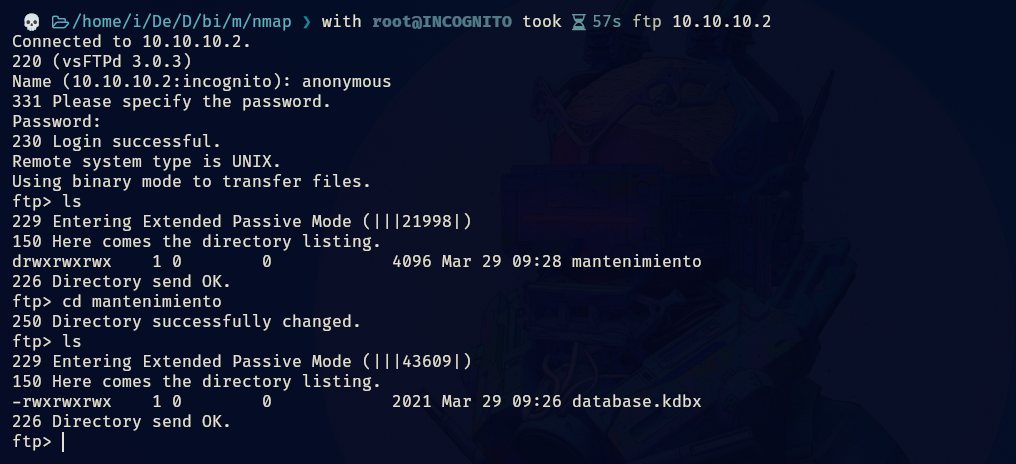 💀 /home/i/De/D/bi/m/nmap ❯ with root@INCOGNITO took ⏳57s ftp 10.10.10.2
Connected to 10.10.10.2.
220 (vsFTPd 3.0.3)
Name (10.10.10.2:incognito): anonymous
331 Please specify the password.
Password:
230 Login successful.
Remote system type is UNIX.
Using binary mode to transfer files.
ftp> ls
229 Entering Extended Passive Mode (|||21998|)
150 Here comes the directory listing.
drwxrwxrwx    1 0        0            4096 Mar 29 09:28 mantenimiento
226 Directory send OK.
ftp> cd mantenimiento
250 Directory successfully changed.
ftp> ls
229 Entering Extended Passive Mode (|||43609|)
150 Here comes the directory listing.
-rwxrwxrwx    1 0        0            2021 Mar 29 09:26 database.kdbx
226 Directory send OK.
ftp>